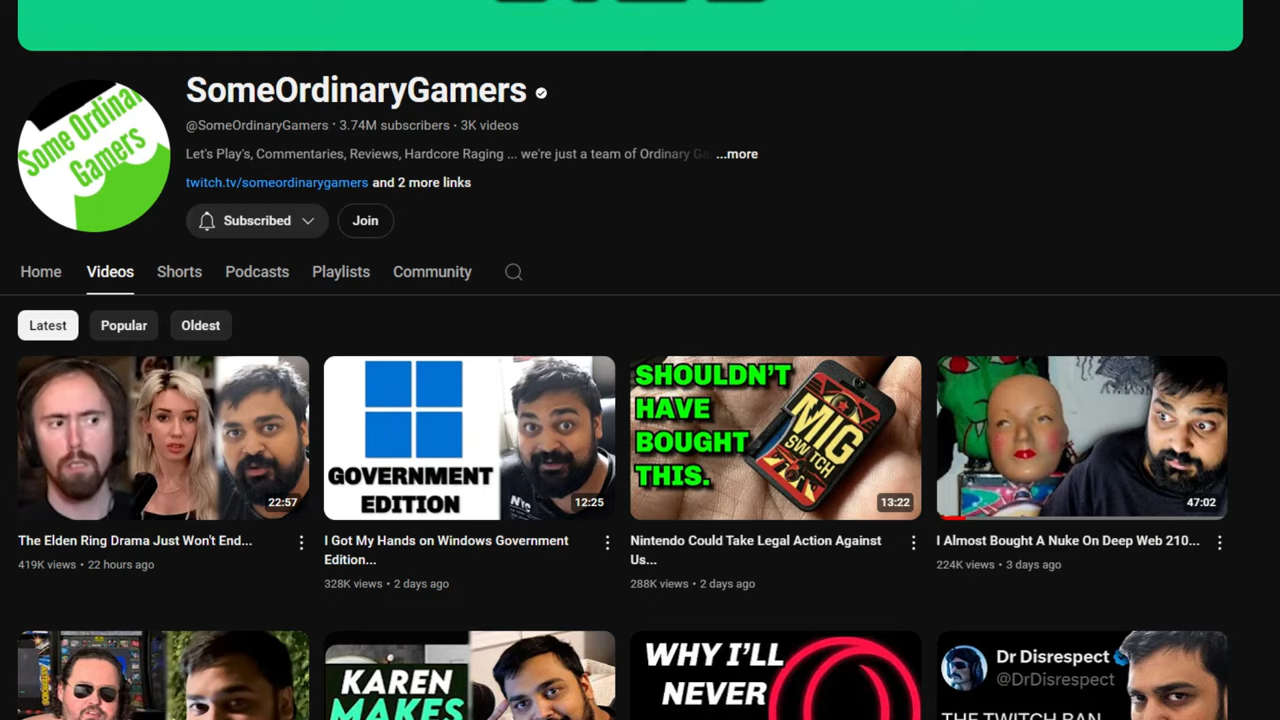 Some Ordinar
Gamers
SomeOrdinaryGamers
@SomeOrdinaryGamers · 3.74M subscribers · 3K videos
Let's Play's, Commentaries, Reviews, Hardcore Raging ... we're just a team of Ordinary Ga ...more
twitch.tv/someordinarygamers and 2 more links
Subscribed
Join
Home
Videos
Shorts
Podcasts
Playlists
Community
Latest
Popular
Oldest
22:57
GOVERNMENT
EDITION
NYC
12:25
SHOULDN'T
HAVE
BOUGHT
THIS.
MIG
SWITCH
13:22
47:02
The Elden Ring Drama Just Won't End...
419K views • 22 hours ago
I Got My Hands on Windows Government
Edition...
328K views • 2 days ago
Nintendo Could Take Legal Action Against
Us...
288K views • 2 days ago
I Almost Bought A Nuke On Deep Web 210...
224K views • 3 days ago
KAREN
MAKES
WHY I'LL
NEVER
Dr Disrespect
@DrDisrespect
THE TWITCH BAN